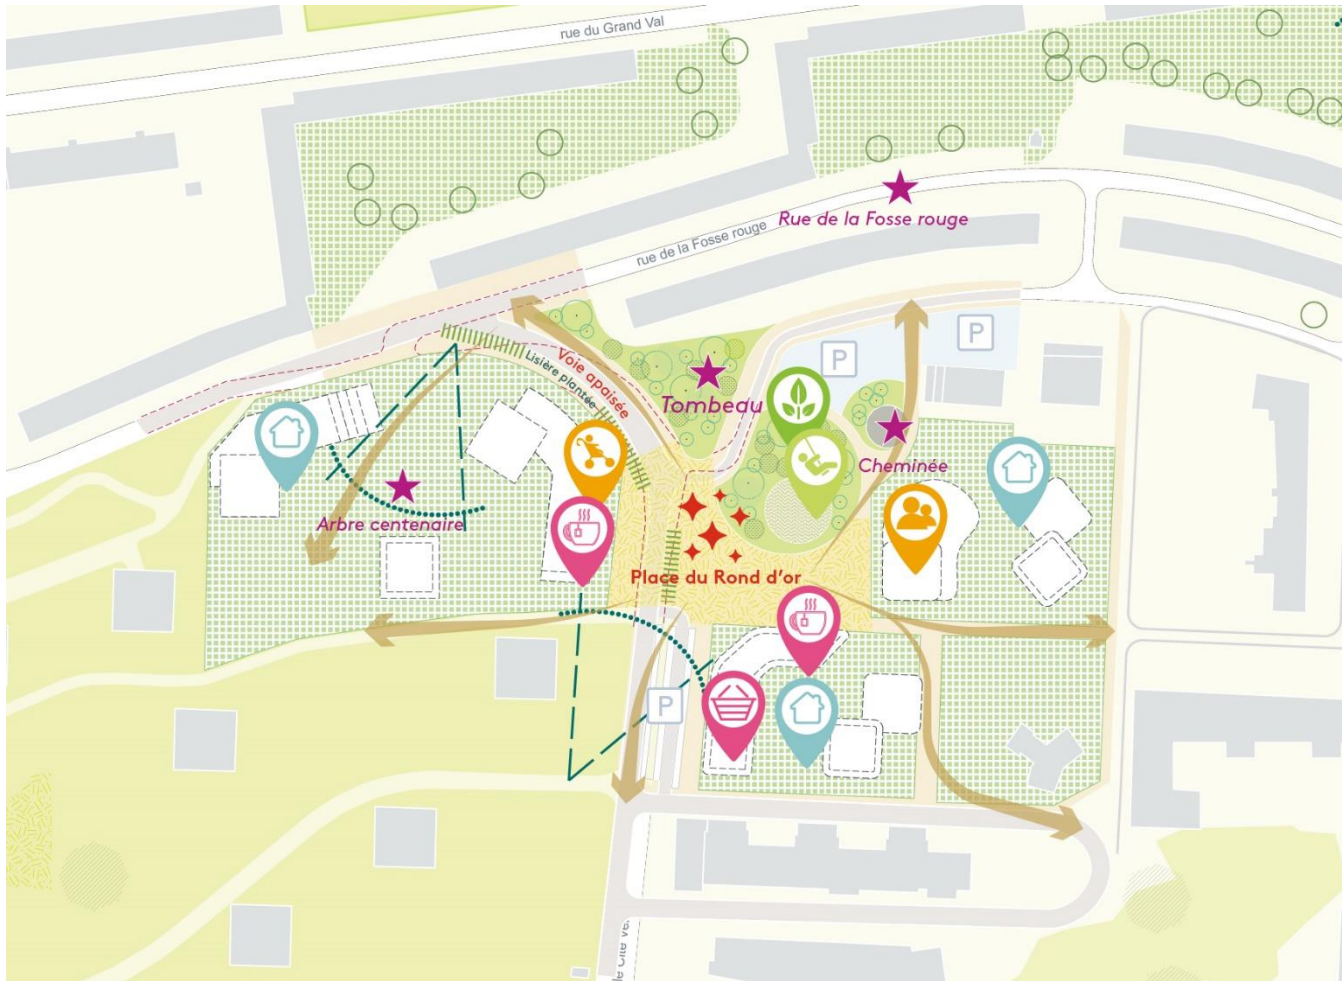 rue du Grand Val
Rue de la Fosse rouge
rue de la Fosse rouge
P
P
Voie apaisée
Lisière plantée
Tombeau
Cheminée
Arbre centenaire
Place du Rond d'or
P